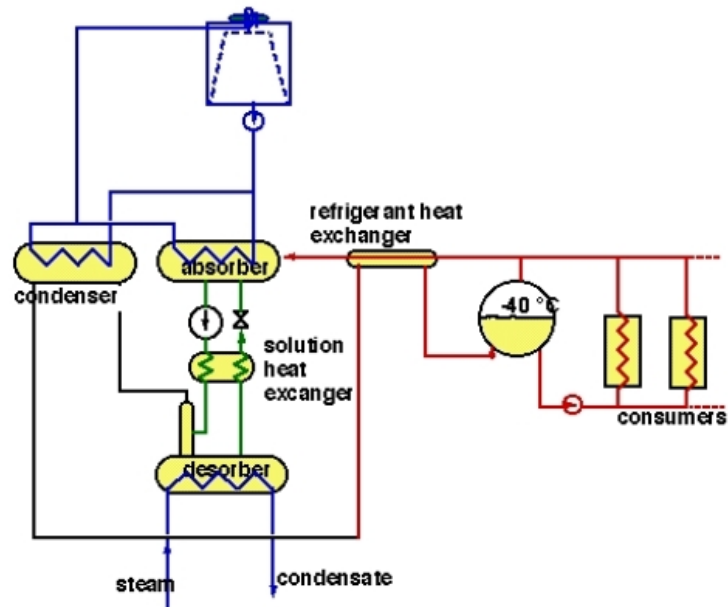 refrigerant heat
exchanger
absorber
condenser
-40 °C
solution
heat
excanger
consumers
desorber
steam
condensate